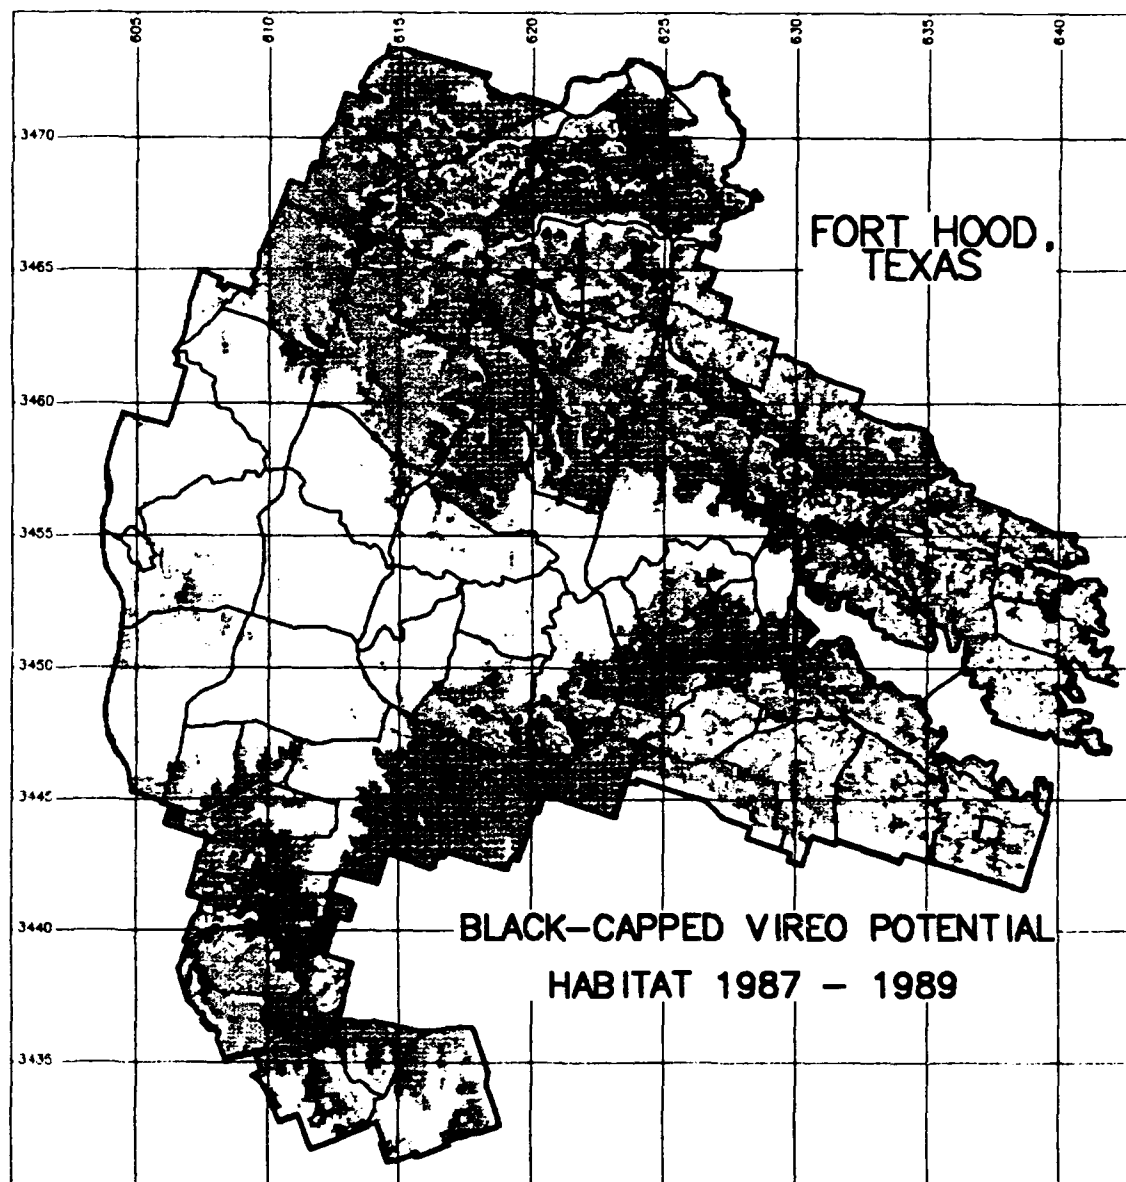 605 610 615 620 625 630 635 640
3470
FORT HOOD,
TEXAS
3465
3460
3455
3450
3445
BLACK-CAPPED VIREO POTENTIAL
3440
HABITAT 1987 - 1989
3435